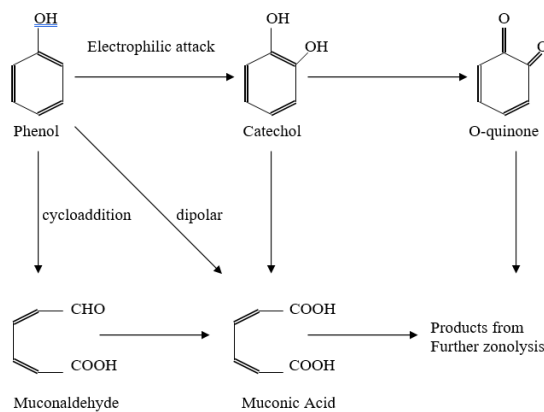 OH
Electrophilic attack
OH
OH
O
O
Phenol
Catechol
O-quinone
cycloaddition
dipolar
CHO
COOH
COOH
COOH
Products from
Further zonolysis
Muconaldehyde
Muconic Acid